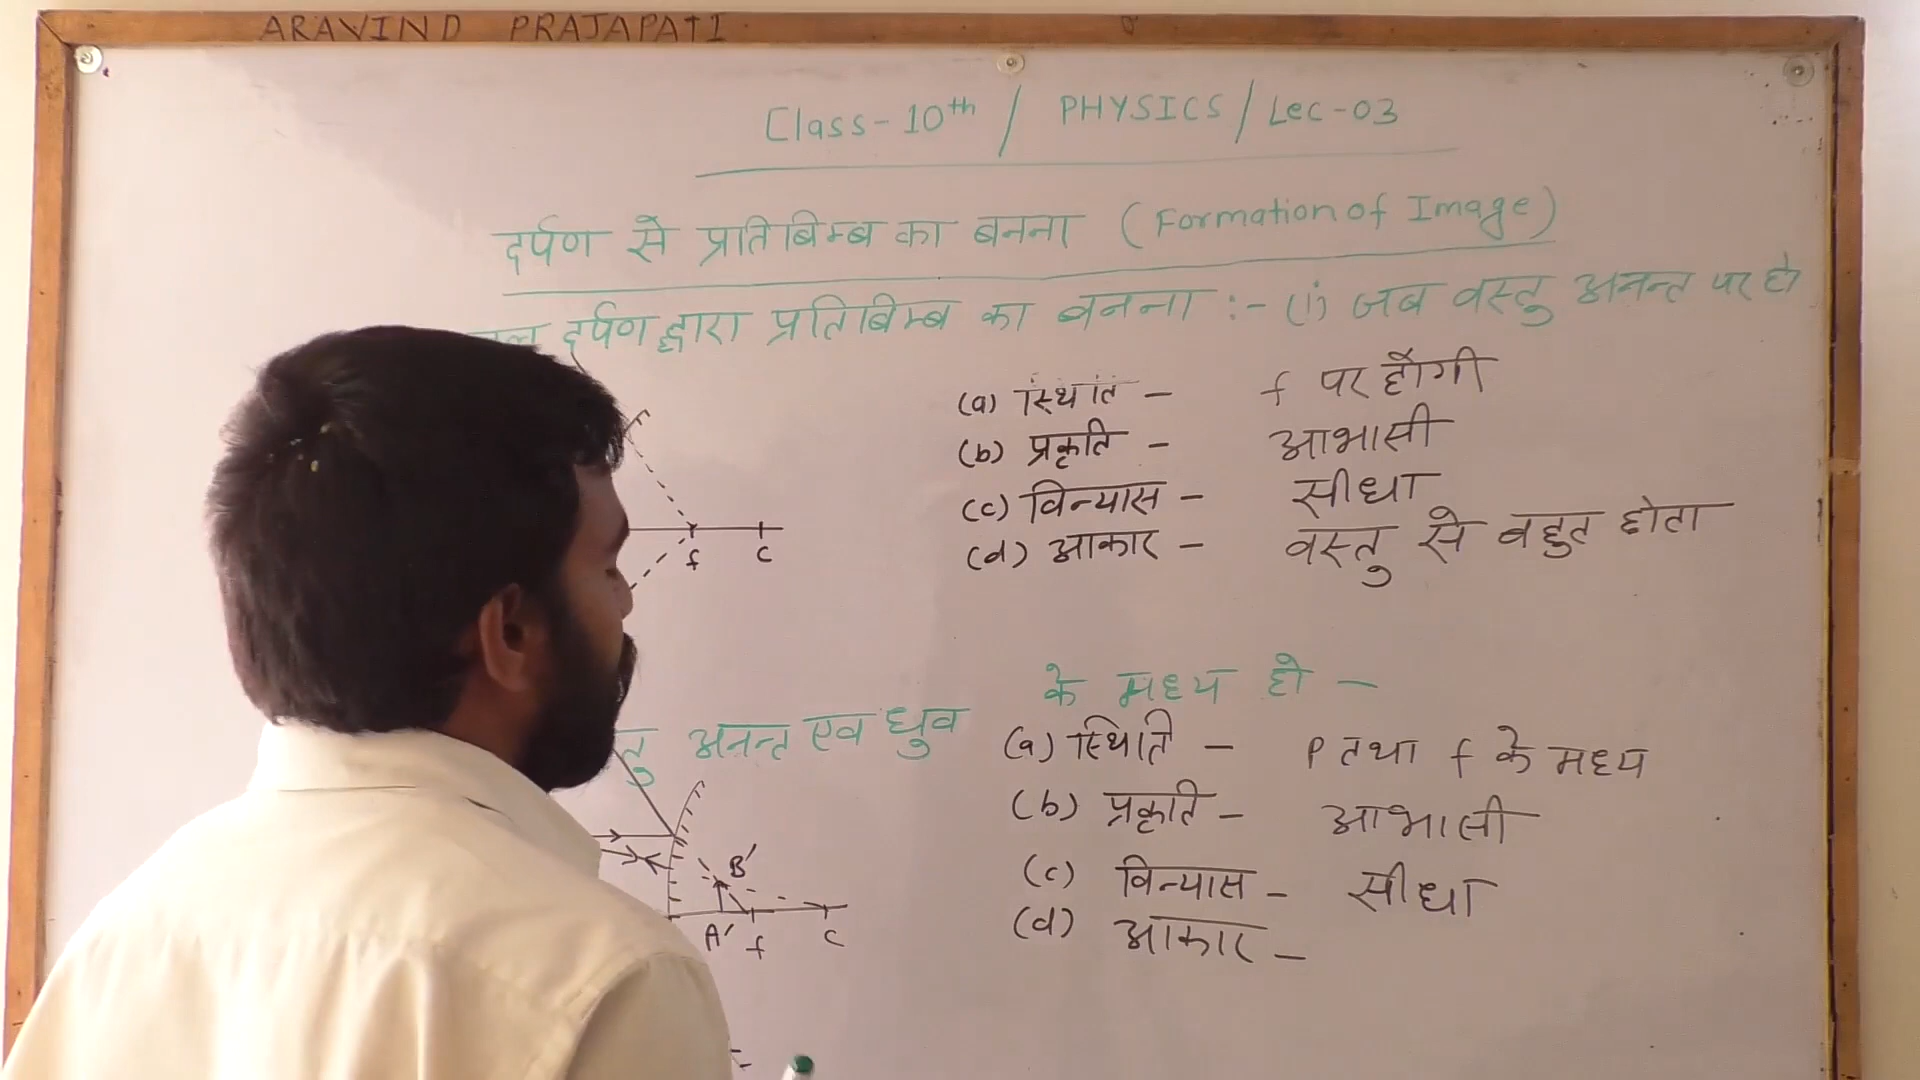 ARAVIND PRAJAPATI
Class-10th / PHYSICS / Lec-03
दर्पण से प्रतिबिम्ब का बनना (Formation of Image)
दर्पण द्वारा प्रतिबिम्ब का बनना :- (i) जब वस्तु अनन्त पर हो
(a) स्थिति - f पर होगी
(b) प्रकृति - आभासी
(c) विन्यास - सीधा
(d) आकार - वस्तु से बहुत छोटा
f C
अनन्त एव ध्रुव के मध्य हो -
(a) स्थिति - P तथा f के मध्य
(b) प्रकृति - आभासी
(c) विन्यास - सीधा
(d) आकार -
B'
A' f C